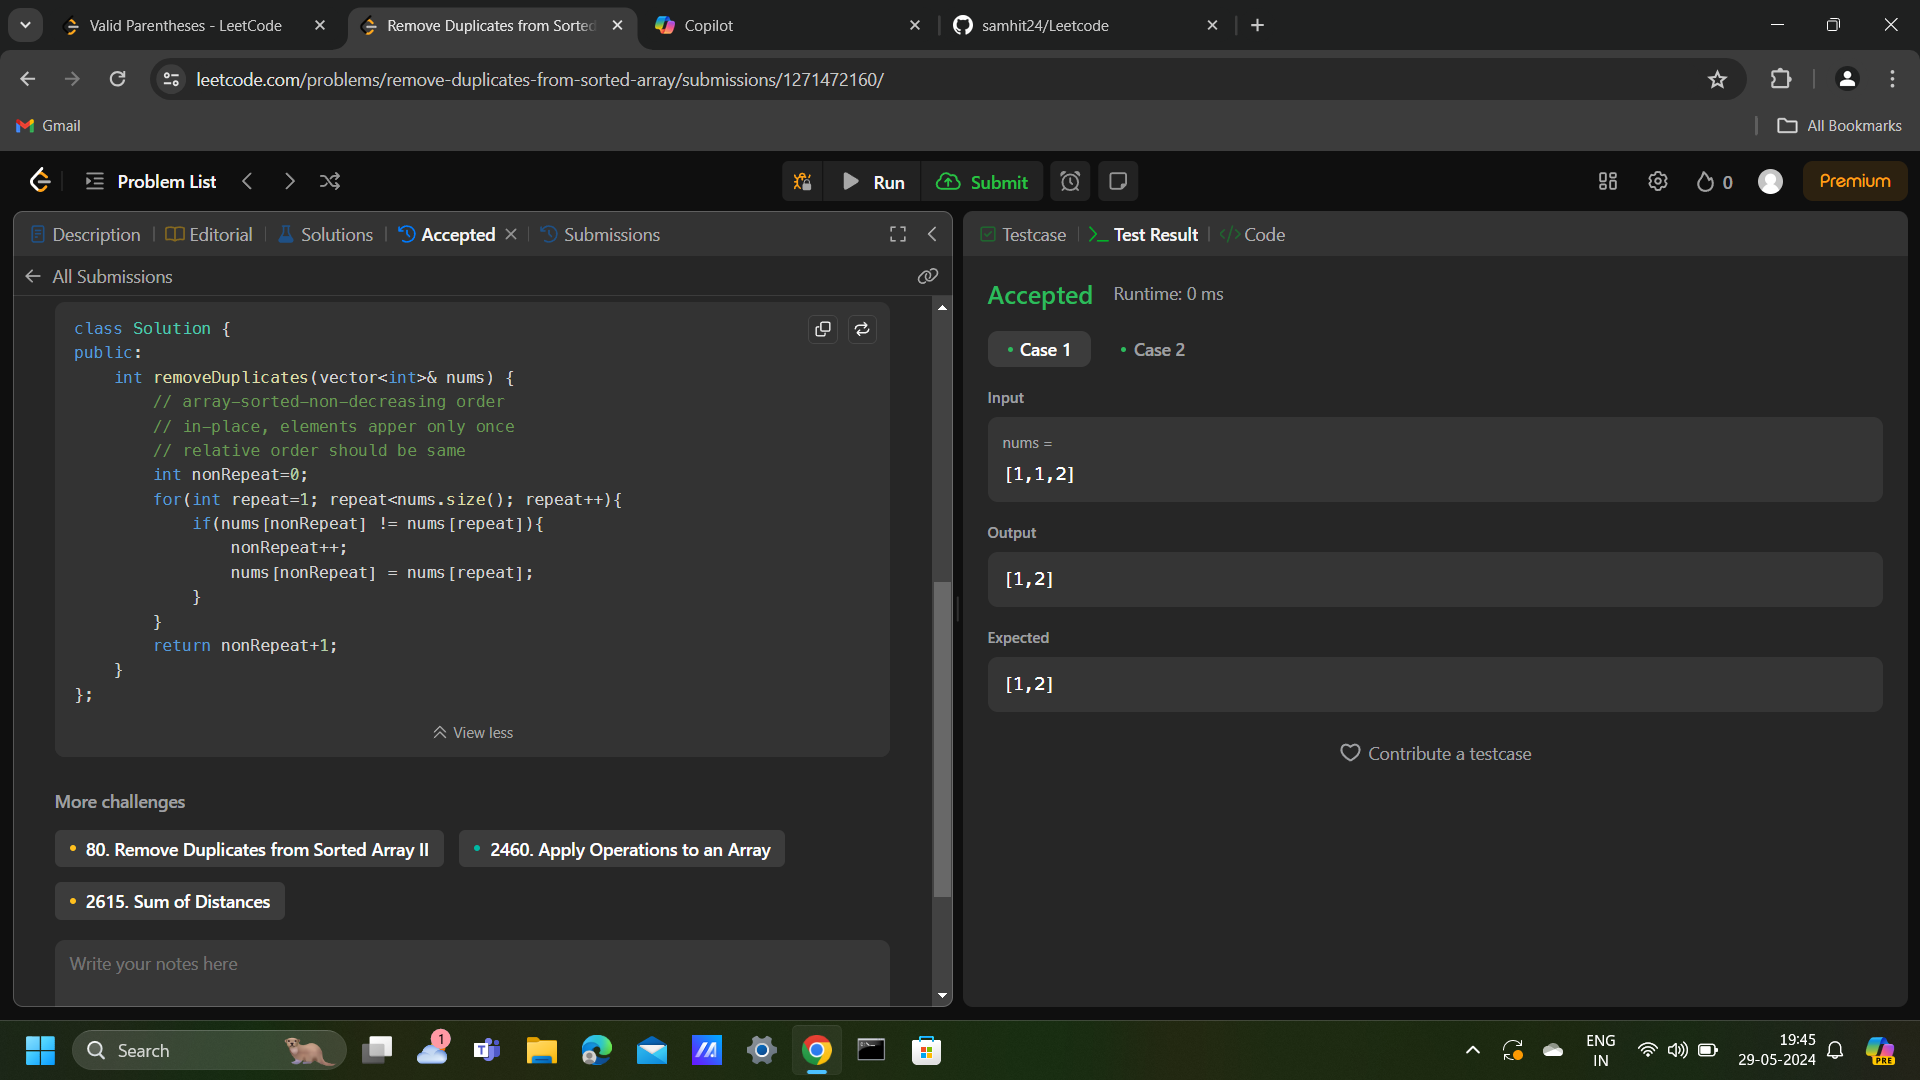 Valid Parentheses - LeetCode
Remove Duplicates from Sorted
Copilot
samhit24/Leetcode
leetcode.com/problems/remove-duplicates-from-sorted-array/submissions/1271472160/
Gmail
All Bookmarks
Problem List
Run
Submit
0
Premium
Description
Editorial
Solutions
Accepted
Submissions
All Submissions
class Solution {
public:
    int removeDuplicates(vector<int>& nums) {
        // array-sorted-non-decreasing order
        // in-place, elements apper only once
        // relative order should be same
        int nonRepeat=0;
        for(int repeat=1; repeat<nums.size(); repeat++){
            if(nums[nonRepeat] != nums[repeat]){
                nonRepeat++;
                nums[nonRepeat] = nums[repeat];
            }
        }
        return nonRepeat+1;
    }
};
View less
More challenges
80. Remove Duplicates from Sorted Array II
2460. Apply Operations to an Array
2615. Sum of Distances
Write your notes here
Testcase
Test Result
Code
Accepted
Runtime: 0 ms
Case 1
Case 2
Input
nums =
[1,1,2]
Output
[1,2]
Expected
[1,2]
Contribute a testcase
Search
1
ENG
IN
19:45
29-05-2024
PRE